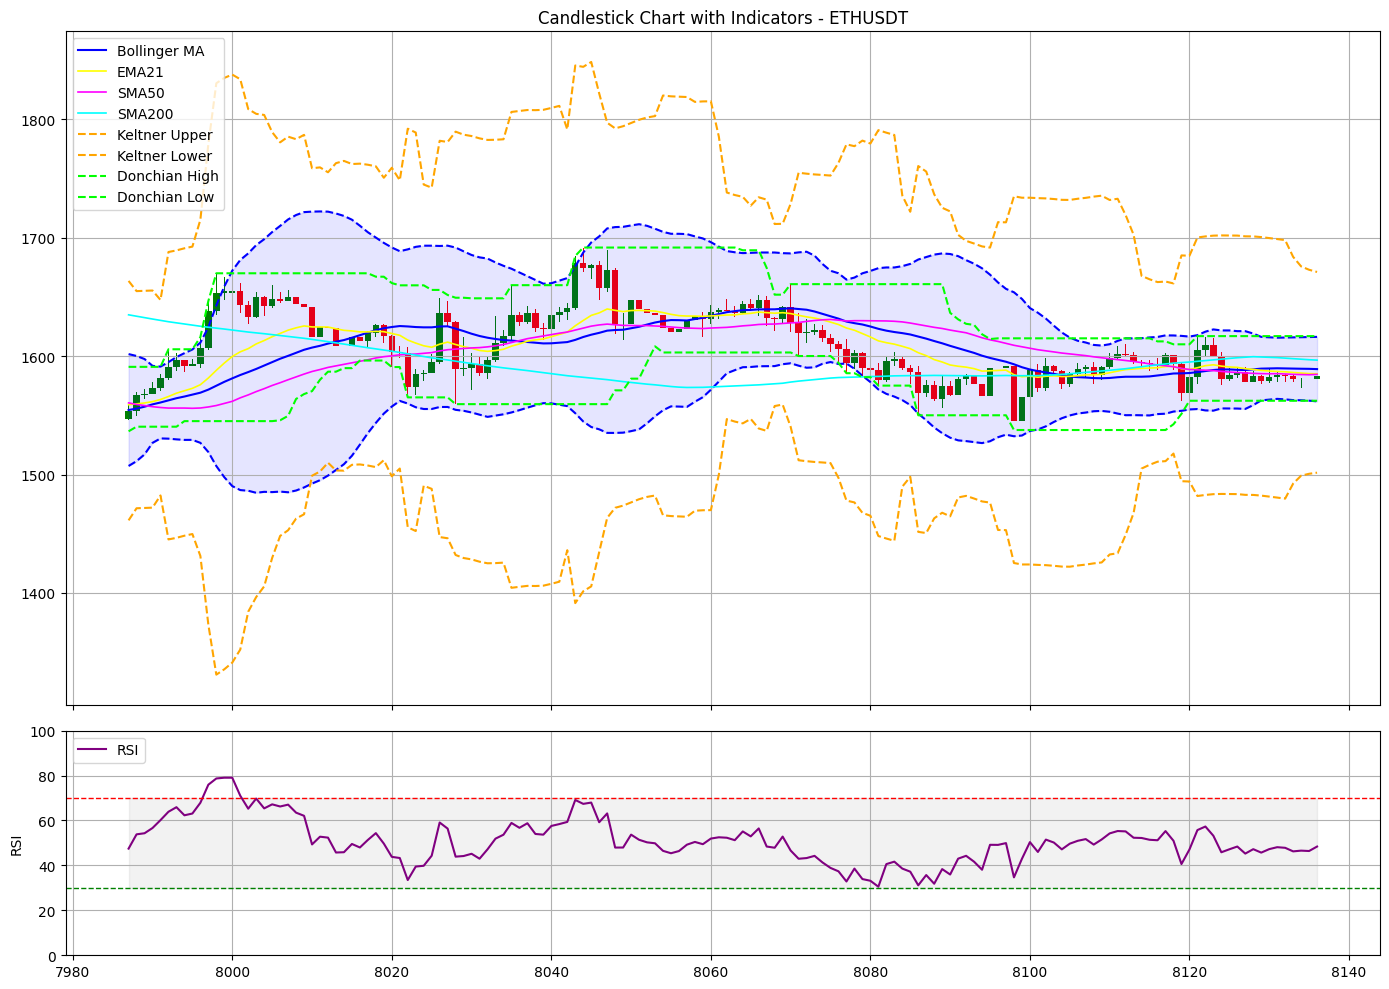 Candlestick Chart with Indicators - ETHUSDT
Bollinger MA
EMA21
SMA50
SMA200
Keltner Upper
Keltner Lower
Donchian High
Donchian Low
1800
1700
1600
1500
1400
RSI
100
80
60
40
20
0
RSI
7980 8000 8020 8040 8060 8080 8100 8120 8140